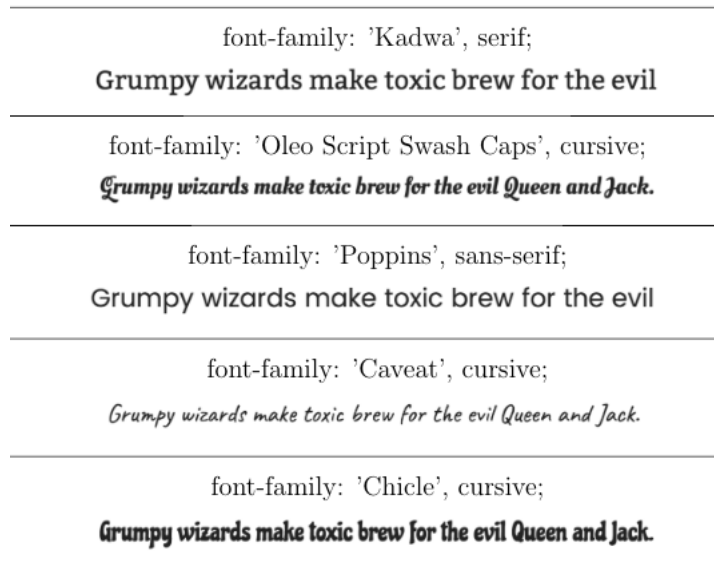 font-family: ’Kadwa’, serif;
Grumpy wizards make toxic brew for the evil
font-family: ’Oleo Script Swash Caps’, cursive;
Grumpy wizards make toxic brew for the evil Queen and Jack.
font-family: ’Poppins’, sans-serif;
Grumpy wizards make toxic brew for the evil
font-family: ’Caveat’, cursive;
Grumpy wizards make toxic brew for the evil Queen and Jack.
font-family: ’Chicle’, cursive;
Grumpy wizards make toxic brew for the evil Queen and Jack.